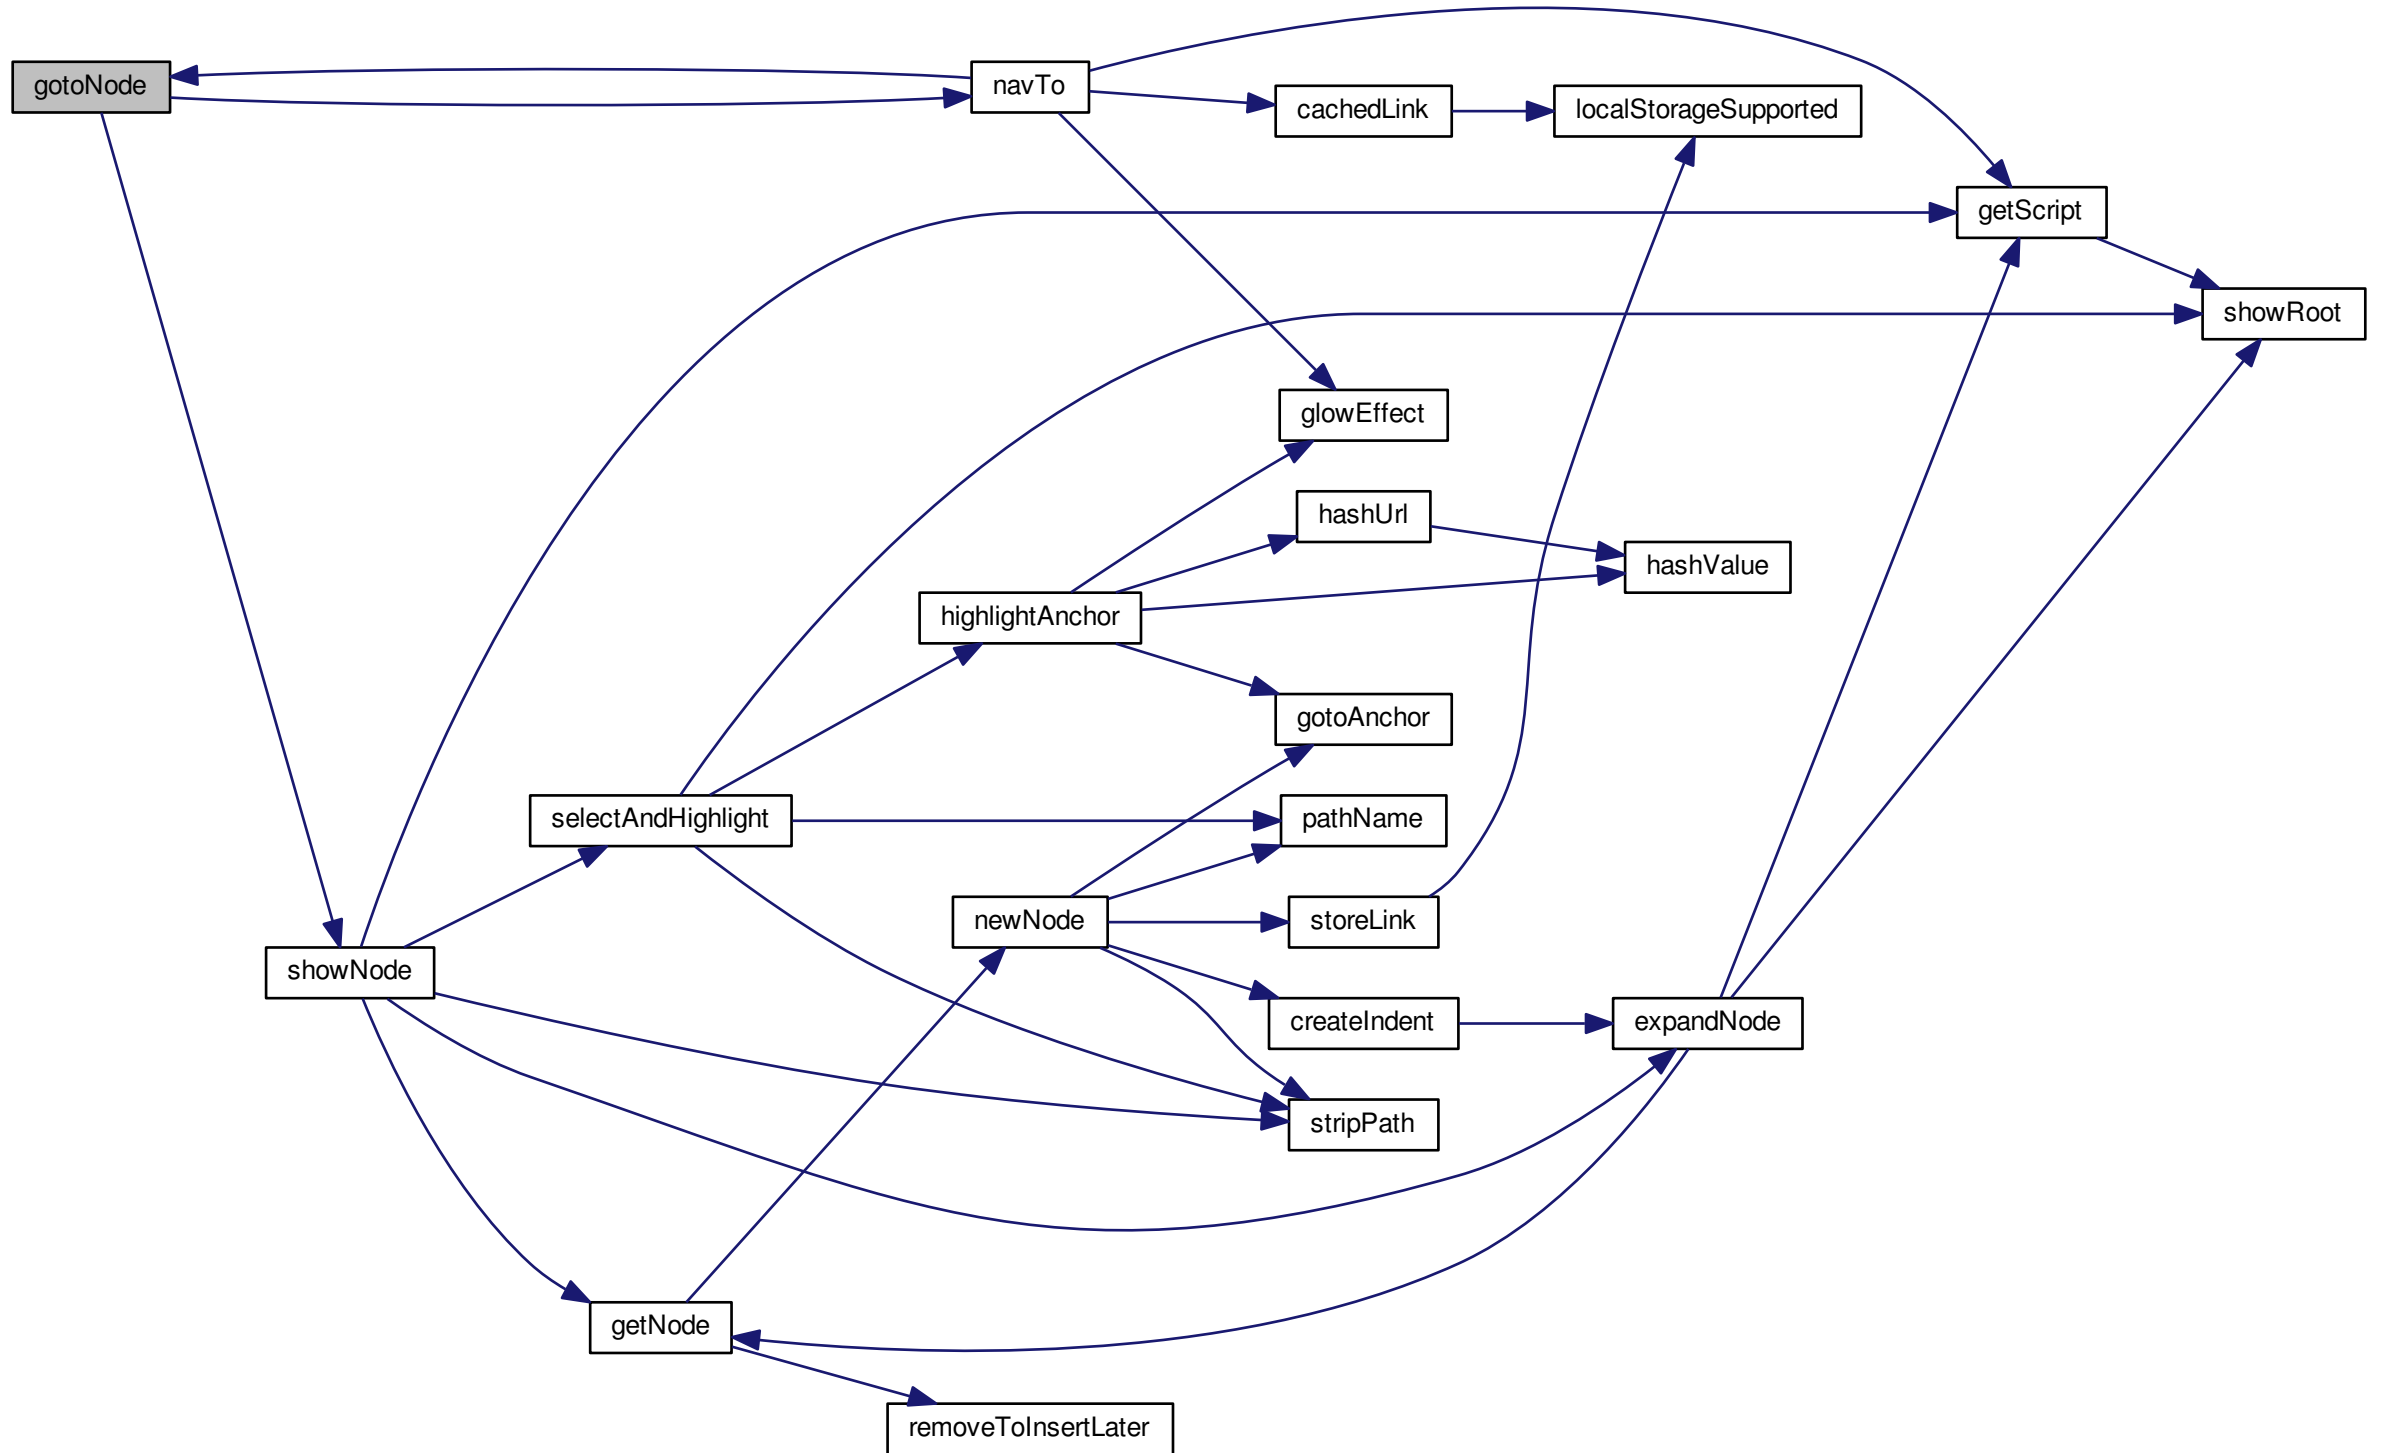 gotoNode
navTo
cachedLink
localStorageSupported
getScript
showRoot
glowEffect
hashUrl
hashValue
highlightAnchor
gotoAnchor
selectAndHighlight
pathName
newNode
storeLink
showNode
createIndent
expandNode
stripPath
getNode
removeToInsertLater